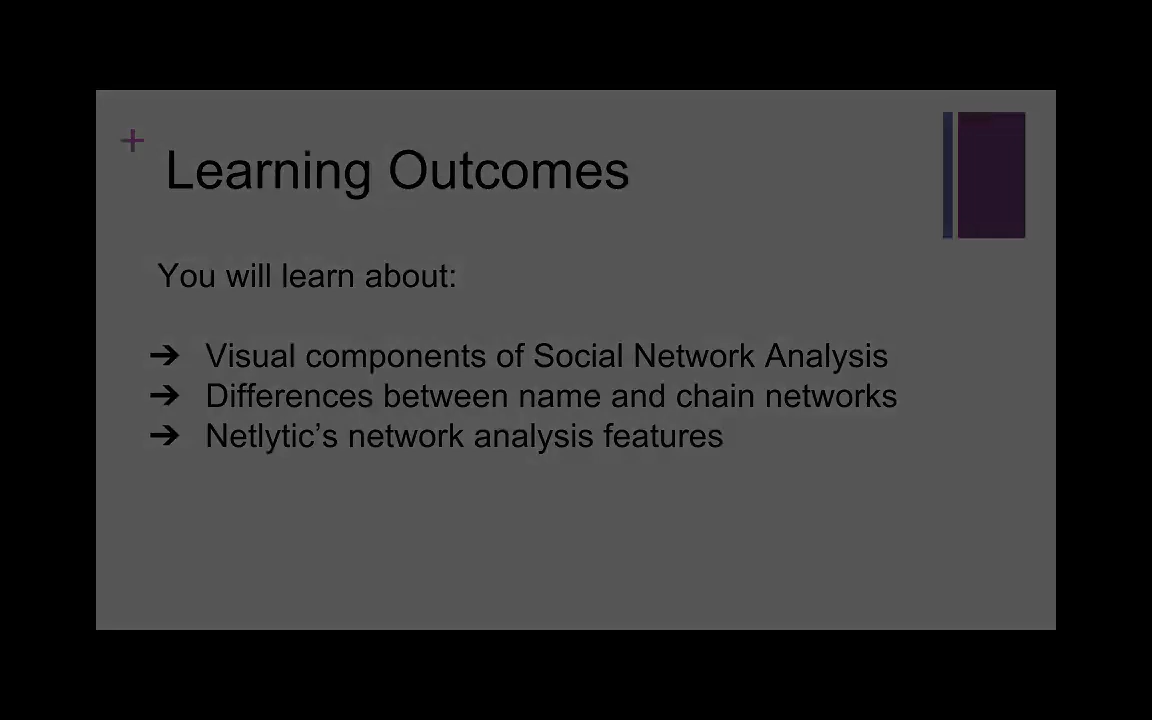 +
Learning Outcomes
You will learn about:
➔ Visual components of Social Network Analysis
➔ Differences between name and chain networks
➔ Netlytic’s network analysis features